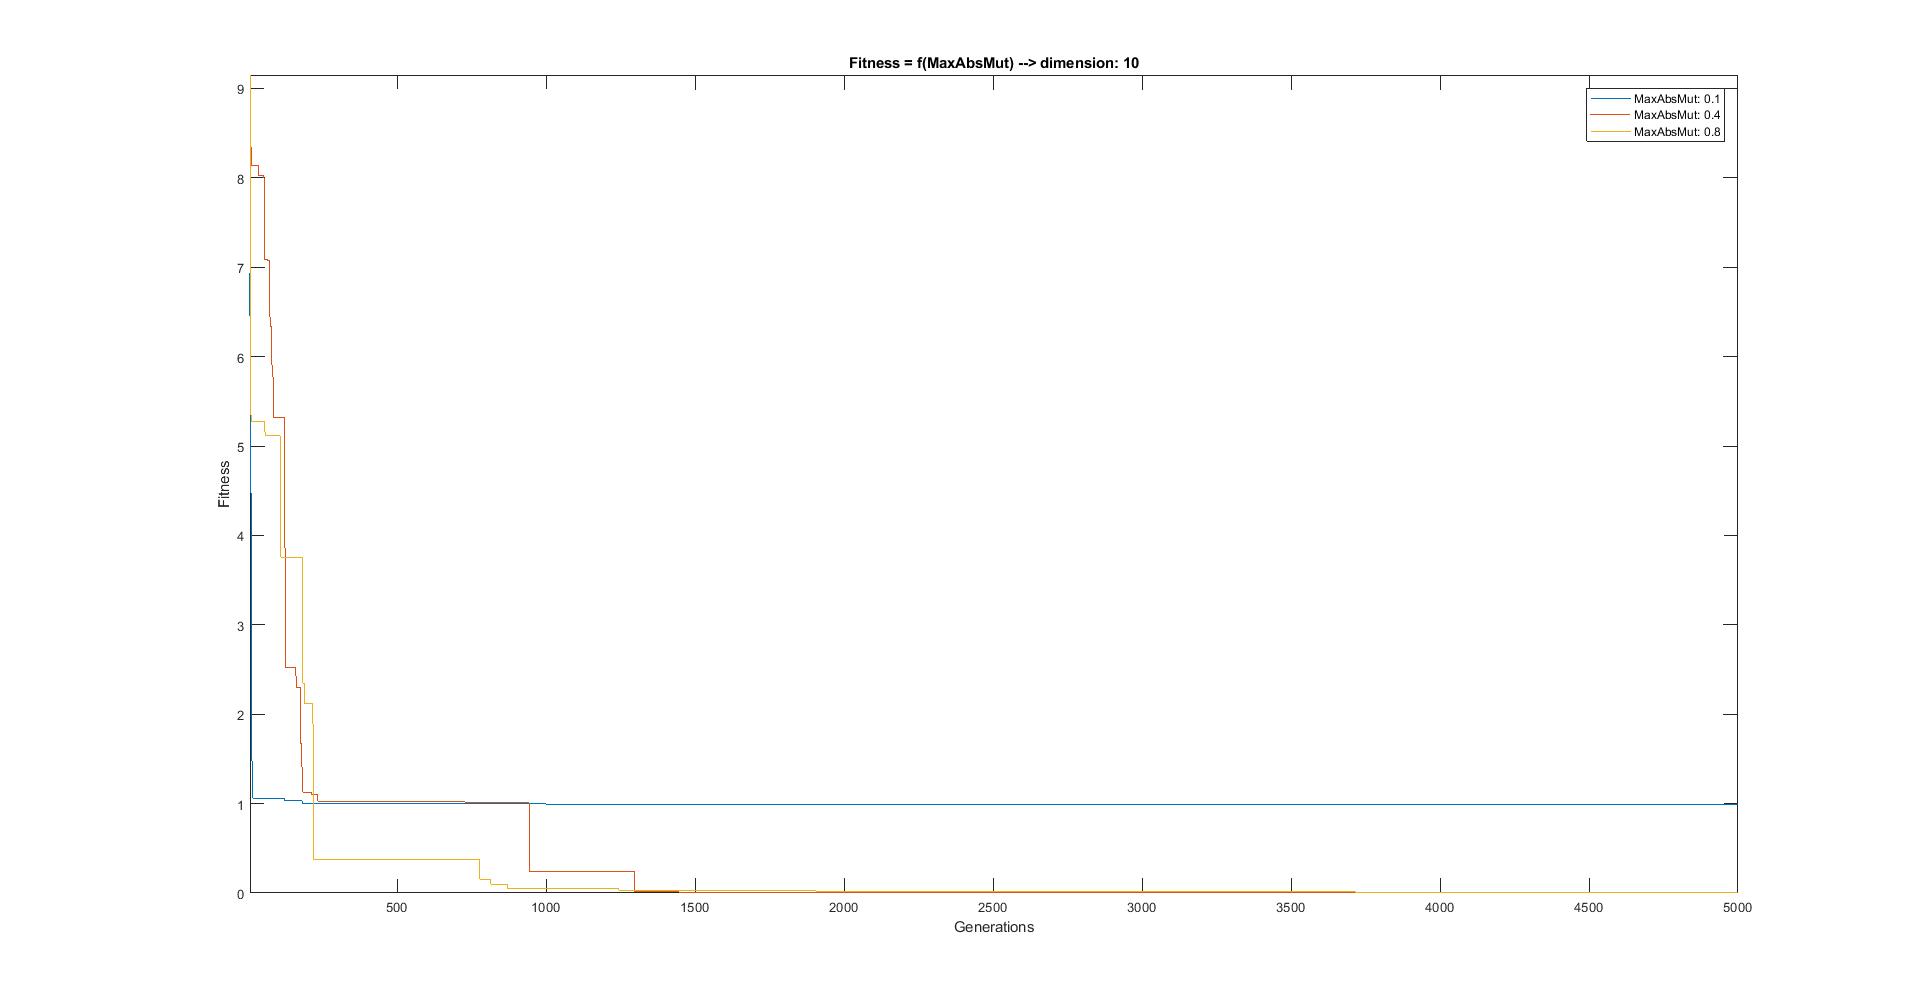 Fitness = f(MaxAbsMut) --> dimension: 10
MaxAbsMut: 0.1
MaxAbsMut: 0.4
MaxAbsMut: 0.8
9
8
7
6
5
4
3
2
1
0
Fitness
500 1000 1500 2000 2500 3000 3500 4000 4500 5000
Generations